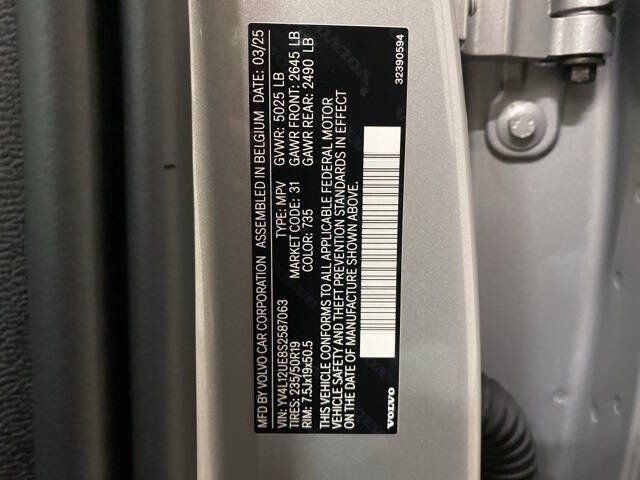 MFD BY VOLVO CAR CORPORATION ASSEMBLED IN BELGIUM DATE: 03/25
VIN: YV4L12UE8S2587063 TYPE: MPV GVWR: 5025 LB
TIRES: 235/50R19 MARKET CODE: 31 GAWR FRONT: 2645 LB
RIM: 7.5Jx19x50.5 COLOR: 735 GAWR REAR: 2490 LB
THIS VEHICLE CONFORMS TO ALL APPLICABLE FEDERAL MOTOR
VEHICLE SAFETY AND THEFT PREVENTION STANDARDS IN EFFECT
ON THE DATE OF MANUFACTURE SHOWN ABOVE.
VOLVO
32390594